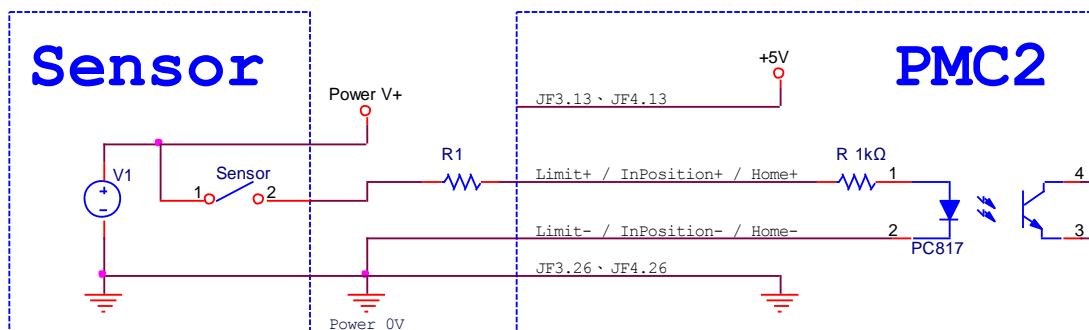 Sensor
PMC2
+5V
Power V+
JF3.13、JF4.13
R1
R 1kΩ
V1
Sensor
1
2
Limit+ / InPosition+ / Home+
1
4
Limit- / InPosition- / Home-
2
3
PC817
JF3.26、JF4.26
Power 0V